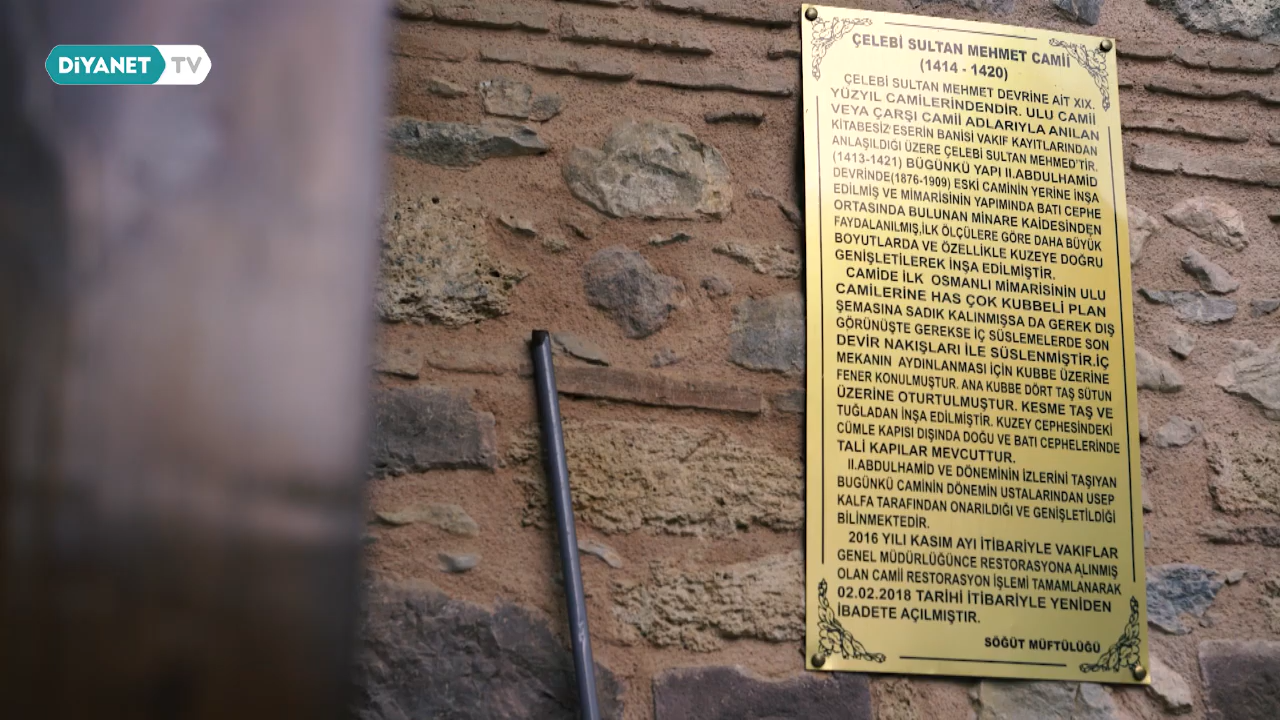 DiYANET TV
ÇELEBİ SULTAN MEHMET CAMİİ
(1414 - 1420)
ÇELEBİ SULTAN MEHMET DEVRİNE AİT XIX.
YÜZYIL CAMİLERİNDENDİR. ULU CAMİİ
VEYA ÇARŞI CAMİİ ADLARIYLA ANILAN
KİTABESİZ ESERİN BANİSİ VAKIF KAYITLARINDAN
ANLAŞILDIĞI ÜZERE ÇELEBİ SULTAN MEHMED'TİR.
(1413-1421) BÜGÜNKÜ YAPI II.ABDULHAMİD
DEVRİNDE(1876-1909) ESKİ CAMİNİN YERİNE İNŞA
EDİLMİŞ VE MİMARİSİNİN YAPIMINDA BATI CEPHE
ORTASINDA BULUNAN MİNARE KAİDESİNDEN
FAYDALANILMIŞ,İLK ÖLÇÜLERE GÖRE DAHA BÜYÜK
BOYUTLARDA VE ÖZELLİKLE KUZEYE DOĞRU
GENİŞLETİLEREK İNŞA EDİLMİŞTİR.
CAMİDE İLK OSMANLI MİMARİSİNİN ULU
CAMİLERİNE HAS ÇOK KUBBELİ PLAN
ŞEMASINA SADIK KALINMIŞSA DA GEREK DIŞ
GÖRÜNÜŞTE GEREKSE İÇ SÜSLEMELERDE SON
DEVİR NAKIŞLARI İLE SÜSLENMİŞTİR.İÇ
MEKANIN AYDINLANMASI İÇİN KUBBE ÜZERİNE
FENER KONULMUŞTUR. ANA KUBBE DÖRT TAŞ SÜTUN
ÜZERİNE OTURTULMUŞTUR. KESME TAŞ VE
TUĞLADAN İNŞA EDİLMİŞTİR. KUZEY CEPHESİNDEKİ
CÜMLE KAPISI DIŞINDA DOĞU VE BATI CEPHELERİNDE
TALİ KAPILAR MEVCUTTUR.
II.ABDULHAMİD VE DÖNEMİNİN İZLERİNİ TAŞIYAN
BUGÜNKÜ CAMİNİN DÖNEMİN USTALARINDAN USEP
KALFA TARAFINDAN ONARILDIĞI VE GENİŞLETİLDİĞİ
BİLİNMEKTEDİR.
2016 YILI KASIM AYI İTİBARİYLE VAKIFLAR
GENEL MÜDÜRLÜĞÜNCE RESTORASYONA ALINMIŞ
OLAN CAMİİ RESTORASYON İŞLEMİ TAMAMLANARAK
02.02.2018 TARİHİ İTİBARİYLE YENİDEN
İBADETE AÇILMIŞTIR.
SÖĞÜT MÜFTÜLÜĞÜ